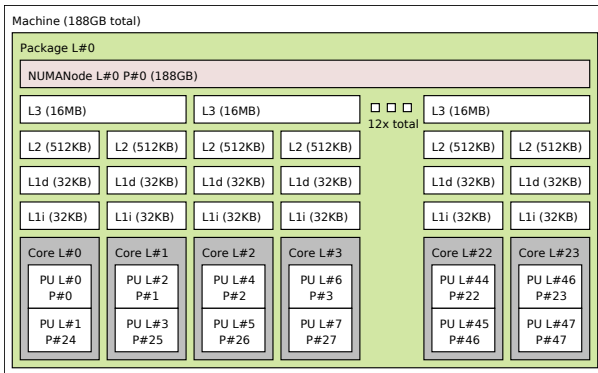 Machine (188GB total)
Package L#0
NUMANode L#0 P#0 (188GB)
L3 (16MB) L3 (16MB) 12x total L3 (16MB)
L2 (512KB) L2 (512KB) L2 (512KB) L2 (512KB) L2 (512KB) L2 (512KB)
L1d (32KB) L1d (32KB) L1d (32KB) L1d (32KB) L1d (32KB) L1d (32KB)
L1i (32KB) L1i (32KB) L1i (32KB) L1i (32KB) L1i (32KB) L1i (32KB)
Core L#0 Core L#1 Core L#2 Core L#3 Core L#22 Core L#23
PU L#0 PU L#2 PU L#4 PU L#6 PU L#44 PU L#46
P#0 P#1 P#2 P#3 P#22 P#23
PU L#1 PU L#3 PU L#5 PU L#7 PU L#45 PU L#47
P#24 P#25 P#26 P#27 P#46 P#47